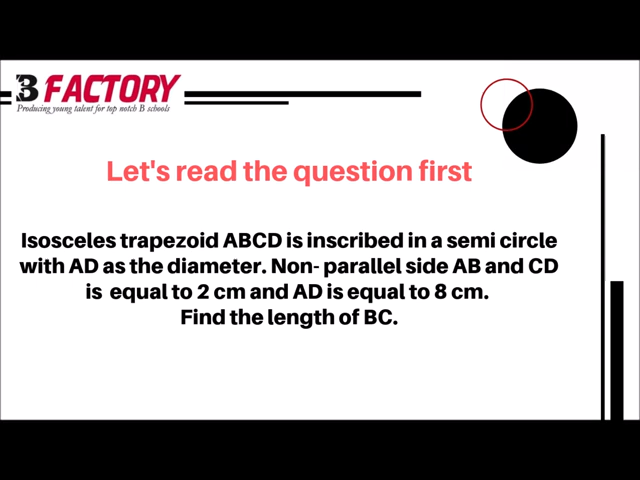 B FACTORY
Producing young talent for top notch B schools
Let's read the question first
Isosceles trapezoid ABCD is inscribed in a semi circle
with AD as the diameter. Non- parallel side AB and CD
is equal to 2 cm and AD is equal to 8 cm.
Find the length of BC.